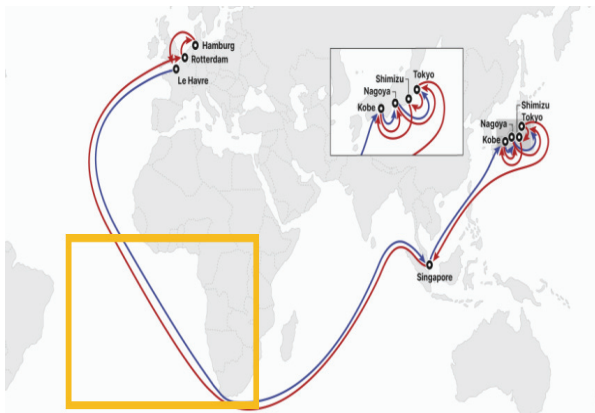 Hamburg
Rotterdam
Le Havre
Tokyo
Shimizu
Nagoya
Kobe
Shimizu
Tokyo
Nagoya
Kobe
Singapore